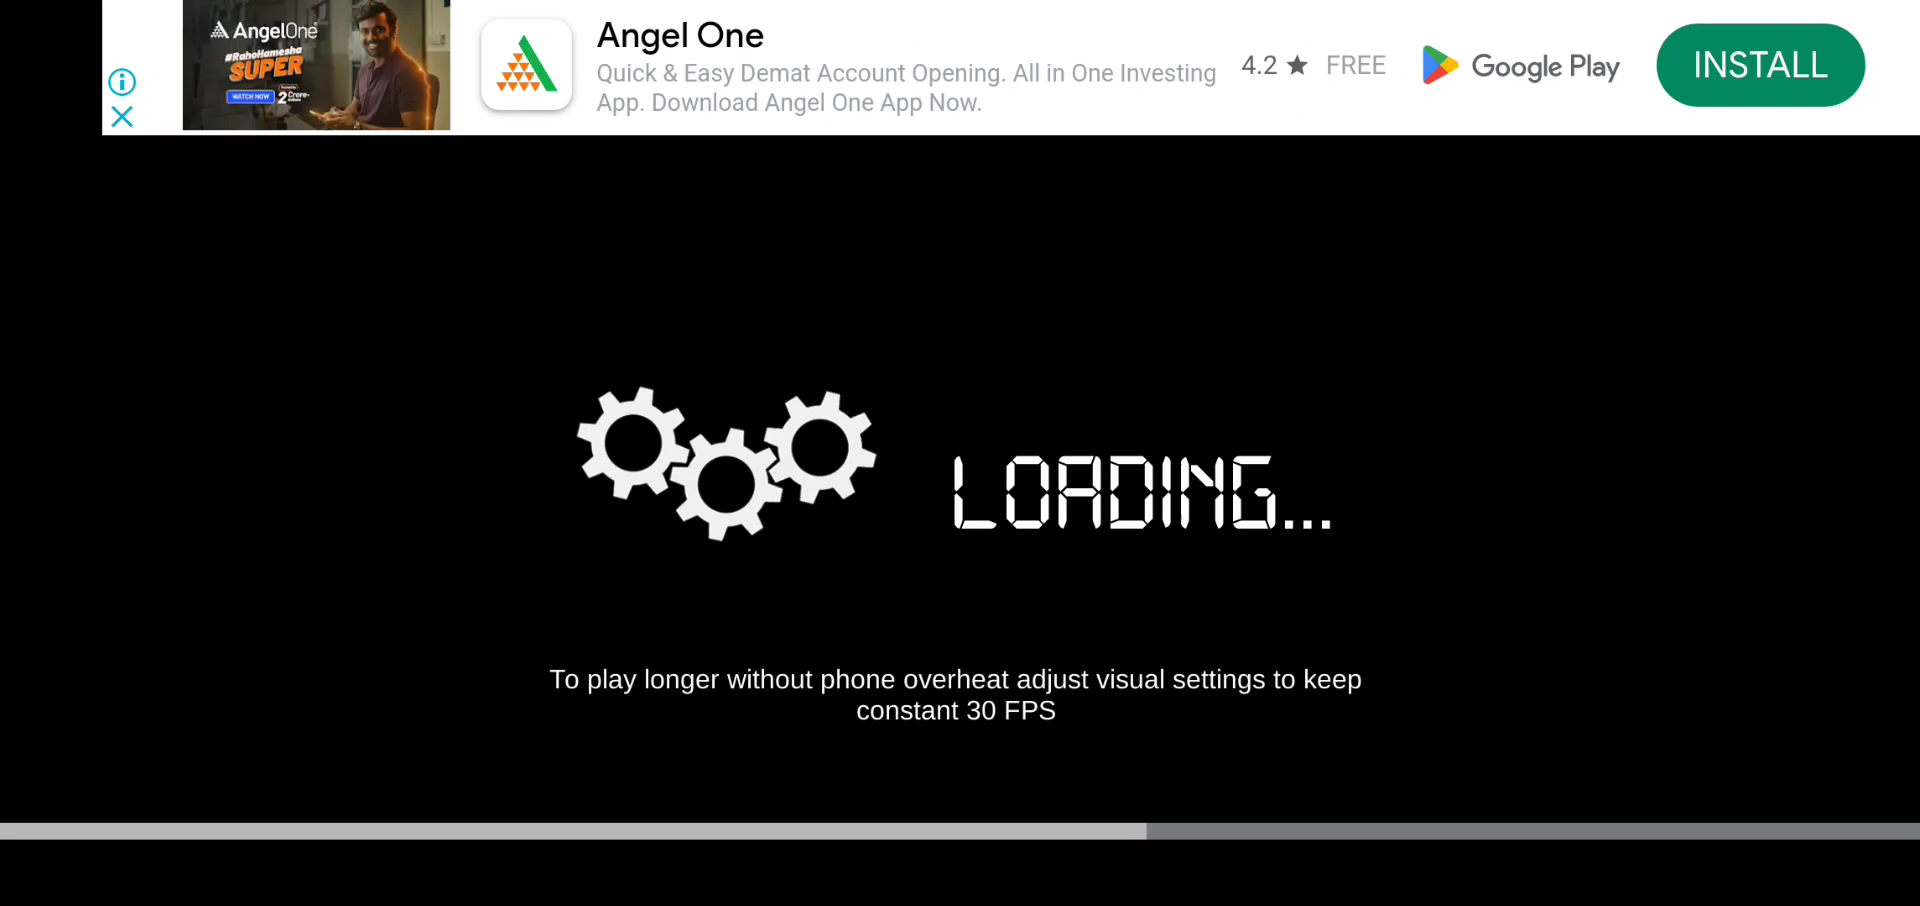 AngelOne
#RahoHamesha
SUPER
WATCH NOW
2 Crore+
Angel One
Quick & Easy Demat Account Opening. All in One Investing
App. Download Angel One App Now.
4.2 ★ FREE
Google Play
INSTALL
LOADING...
To play longer without phone overheat adjust visual settings to keep
constant 30 FPS